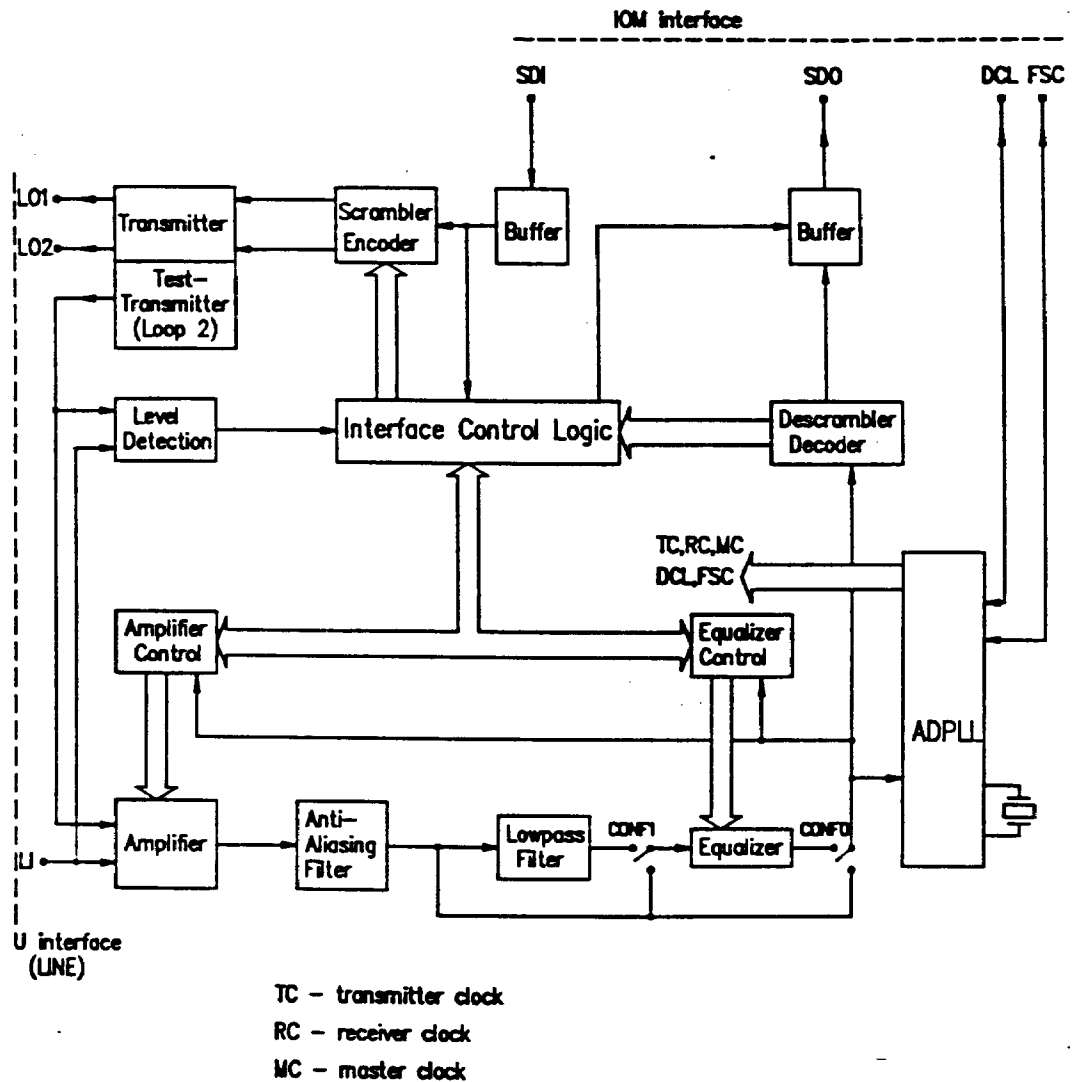 IOM interface
SDI
SDO
DCL FSC
LO1
LO2
Transmitter
Scrambler
Encoder
Buffer
Buffer
Test-
Transmitter
(Loop 2)
Level
Detection
Interface Control Logic
Descrambler
Decoder
TC,RC,MC
DCL,FSC
Amplifier
Control
Equalizer
Control
ADPLL
Amplifier
Anti-
Aliasing
Filter
Lowpass
Filter
CONF1
Equalizer
CONF0
LI
U interface
(LINE)
TC - transmitter clock
RC - receiver clock
MC - master clock